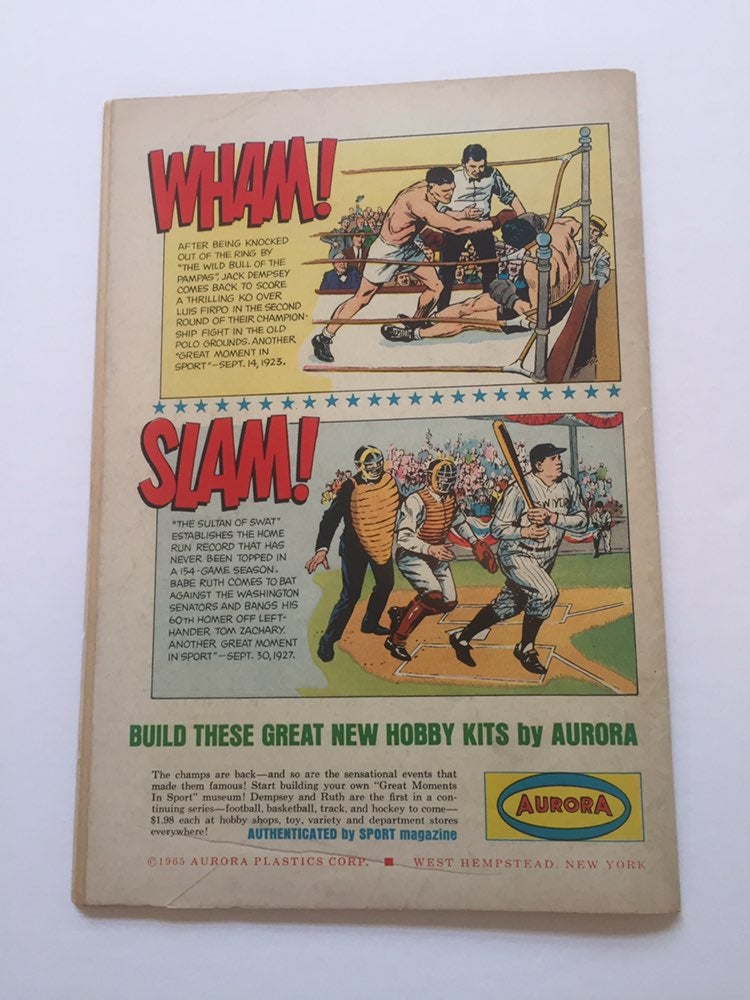 WHAM!
AFTER BEING KNOCKED
OUT OF THE RING BY
"THE WILD BULL OF THE
PAMPAS", JACK DEMPSEY
COMES BACK TO SCORE
A THRILLING KO OVER
LUIS FIRPO IN THE SECOND
ROUND OF THEIR CHAMPION-
SHIP FIGHT IN THE OLD
POLO GROUNDS. ANOTHER
"GREAT MOMENT IN
SPORT"—SEPT. 14, 1923.
SLAM!
"THE SULTAN OF SWAT"
ESTABLISHES THE HOME
RUN RECORD THAT HAS
NEVER BEEN TOPPED IN
A 154-GAME SEASON.
BABE RUTH COMES TO BAT
AGAINST THE WASHINGTON
SENATORS AND BANGS HIS
60TH HOMER OFF LEFT-
HANDER TOM ZACHARY.
ANOTHER GREAT MOMENT
IN SPORT"—SEPT. 30, 1927.
BUILD THESE GREAT NEW HOBBY KITS by AURORA
The champs are back—and so are the sensational events that
made them famous! Start building your own "Great Moments
In Sport" museum! Dempsey and Ruth are the first in a con-
tinuing series—football, basketball, track, and hockey to come—
$1.98 each at hobby shops, toy, variety and department stores
everywhere! AUTHENTICATED by SPORT magazine
AURORA
©1965 AURORA PLASTICS CORP. ■ WEST HEMPSTEAD, NEW YORK